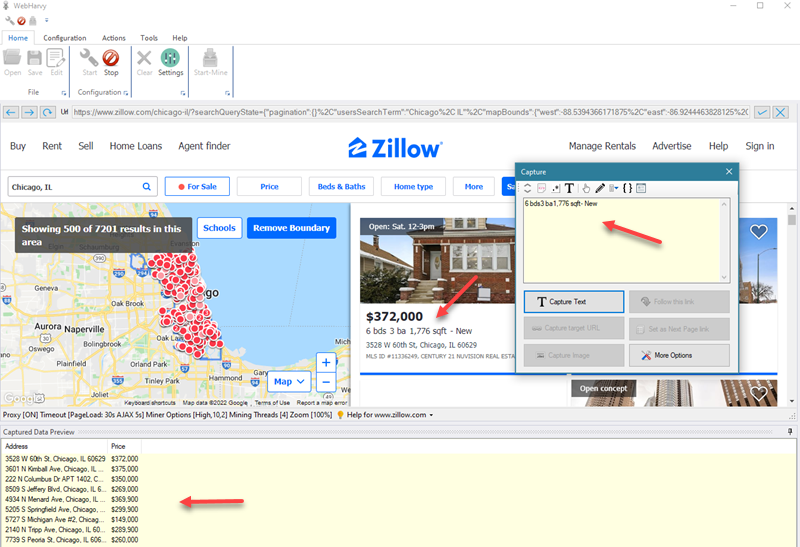 WebHarvy
Home Configuration Actions Tools Help
Open Save Edit Start Stop Clear Settings Start-Mine
File Configuration
Url https://www.zillow.com/chicago-il/?searchQueryState={"pagination":{}%2C"usersSearchTerm":"Chicago%2C IL"%2C"mapBounds":{"west":-88.5394366171875%2C"east":-86.9244463828125%2C
Buy Rent Sell Home Loans Agent finder Zillow Manage Rentals Advertise Help Sign in
Chicago, IL For Sale Price Beds & Baths Home type More
Showing 500 of 7201 results in this
area
Schools Remove Boundary
Evanston
Oak Brook
Aurora Naperville
Oswego
Bolingbrook
Oak La
Orland Park
Tinley Park
Hammond
Gary
Map
+
−
Google
Keyboard shortcuts Map data ©2022 Google Terms of Use Report a map error
Open: Sat. 12-3pm
$372,000
6 bds 3 ba 1,776 sqft - New
3528 W 60th St, Chicago, IL 60629
MLS ID #11336249, CENTURY 21 NUVISION REAL ESTA
Open concept
Capture
6 bds3 ba1,776 sqft- New
Capture Text Follow this link
Capture target URL Set as Next Page link
Capture Image More Options
Proxy [ON] Timeout [PageLoad: 30s AJAX 5s] Miner Options [High,10,2] Mining Threads [4] Zoom [100%] Help for www.zillow.com
Captured Data Preview
Address Price
3528 W 60th St, Chicago, IL 60629 $372,000
3601 N Kimball Ave, Chicago, IL ... $375,000
222 N Columbus Dr APT 1402, C... $350,000
8509 S Jeffery Blvd, Chicago, IL 6... $269,000
4934 N Menard Ave, Chicago, IL ... $369,900
5205 S Springfield Ave, Chicago, ... $299,900
5727 S Michigan Ave #2, Chicag... $149,000
2140 N Tripp Ave, Chicago, IL 60... $289,900
7739 S Peoria St, Chicago, IL 606... $260,000